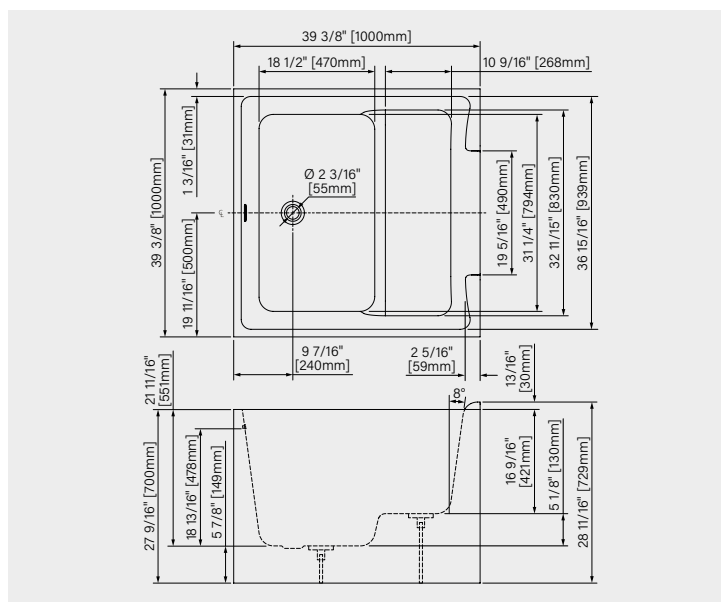 39 3/8" [1000mm]
18 1/2" [470mm]
10 9/16" [268mm]
39 3/8" [1000mm]
1 3/16" [31mm]
19 11/16" [500mm]
℄
Ø 2 3/16"
[55mm]
19 5/16" [490mm]
31 1/4" [794mm]
32 11/15" [830mm]
36 15/16" [939mm]
9 7/16"
[240mm]
2 5/16"
[59mm]
13/16"
[30mm]
8°
21 11/16"
[551mm]
27 9/16" [700mm]
18 13/16" [478mm]
5 7/8" [149mm]
16 9/16"
[421mm]
5 1/8" [130mm]
28 11/16" [729mm]